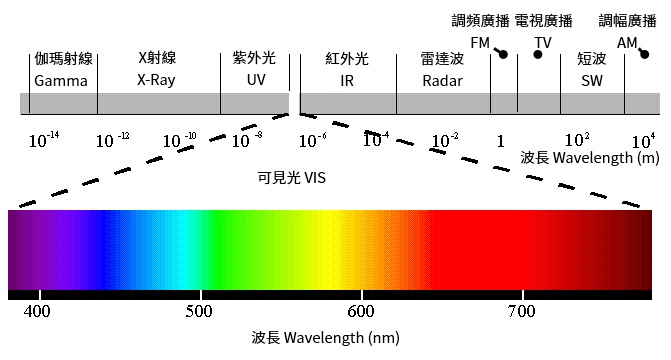 調頻廣播 電視廣播 調幅廣播
FM TV AM
伽瑪射線 X射線 紫外光 紅外光 雷達波 短波
Gamma X-Ray UV IR Radar SW
10⁻¹⁴ 10⁻¹² 10⁻¹⁰ 10⁻⁸ 10⁻⁶ 10⁻⁴ 10⁻² 1 10² 10⁴
波長 Wavelength (m)
可見光 VIS
400 500 600 700
波長 Wavelength (nm)